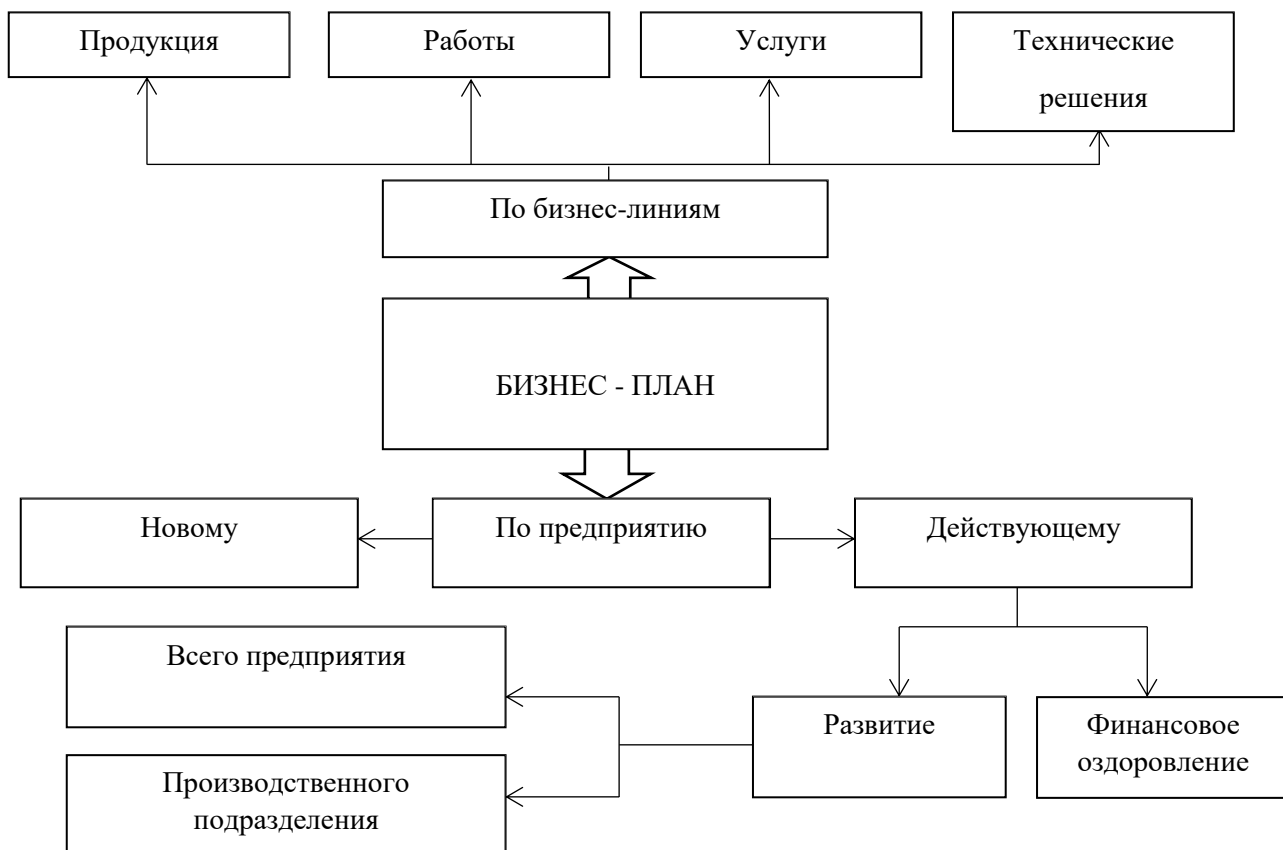 Продукция
Работы
Услуги
Технические
решения
По бизнес-линиям
БИЗНЕС - ПЛАН
Новому
По предприятию
Действующему
Всего предприятия
Развитие
Финансовое
оздоровление
Производственного
подразделения